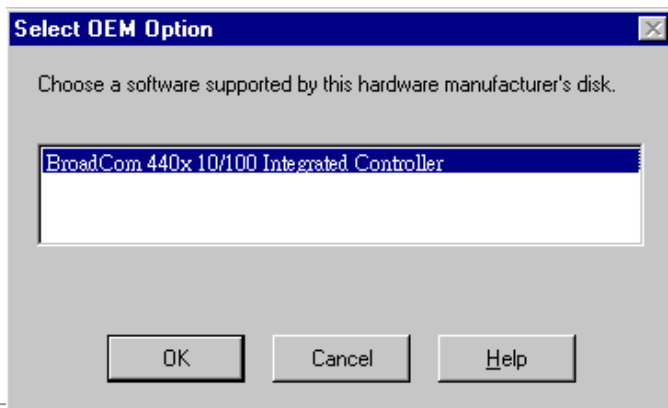 Select OEM Option
Choose a software supported by this hardware manufacturer's disk.
BroadCom 440x 10/100 Integrated Controller
OK Cancel Help